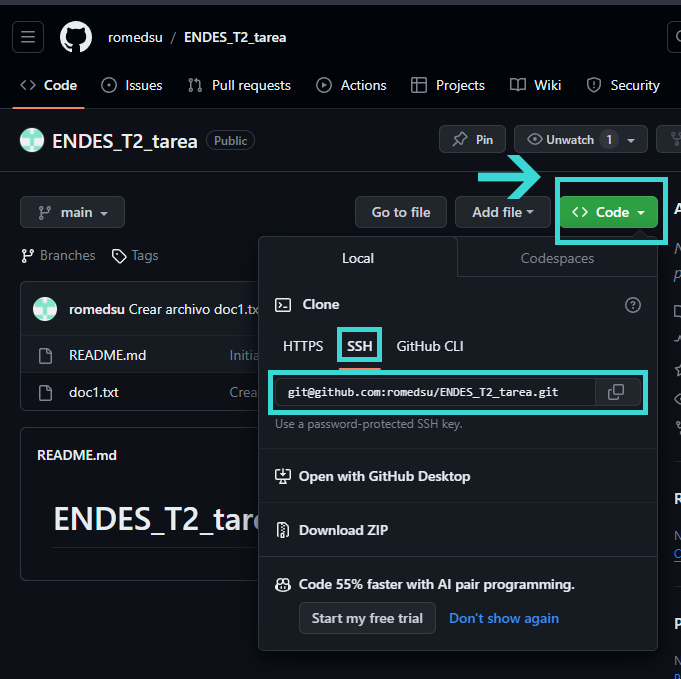 romedsu / ENDES_T2_tarea
Code Issues Pull requests Actions Projects Wiki Security
ENDES_T2_tarea Public Pin Unwatch 1
main Go to file Add file Code
Branches Tags
Local Codespaces
romedsu Crear archivo doc1.tx
Clone
HTTPS SSH GitHub CLI
README.md Initia
git@github.com:romedsu/ENDES_T2_tarea.git
doc1.txt Crea
Use a password-protected SSH key.
README.md
Open with GitHub Desktop
ENDES_T2_tare
Download ZIP
Code 55% faster with AI pair programming.
Start my free trial Don't show again